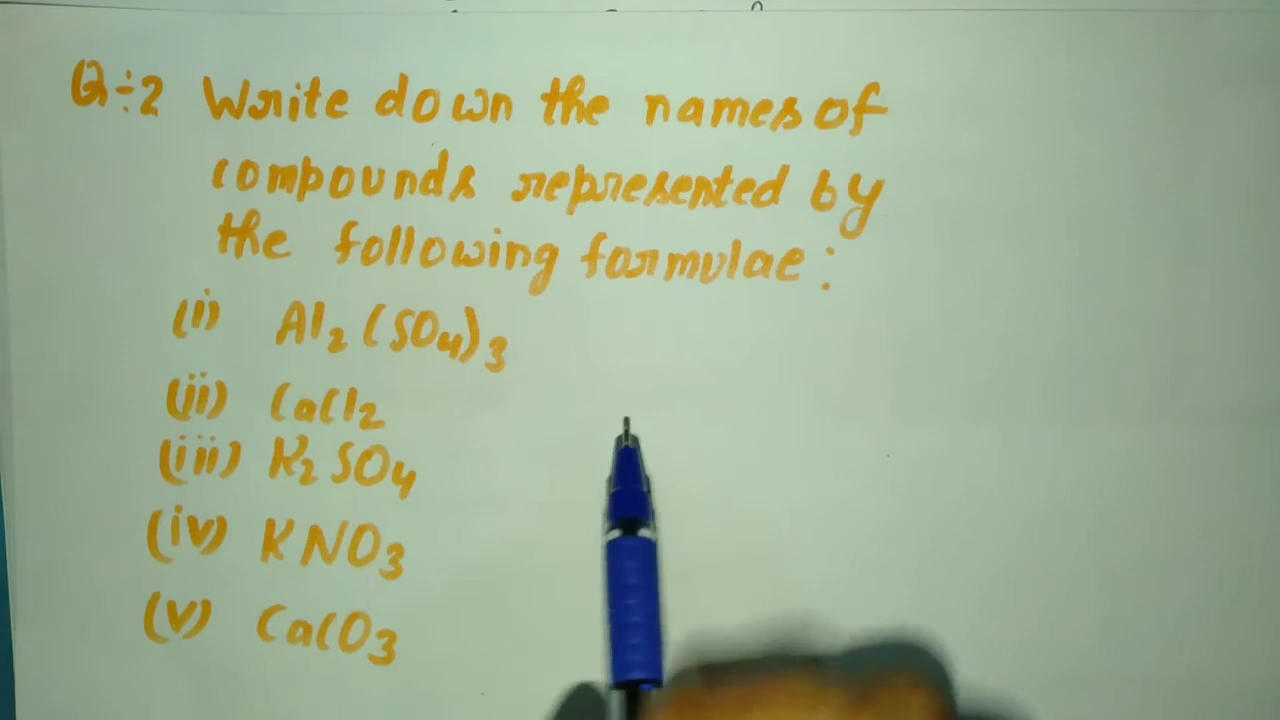 Q÷2 Write down the names of
compounds represented by
the following formulae:
(i) Al₂(SO₄)₃
(ii) CaCl₂
(iii) K₂SO₄
(iv) KNO₃
(v) CaCO₃